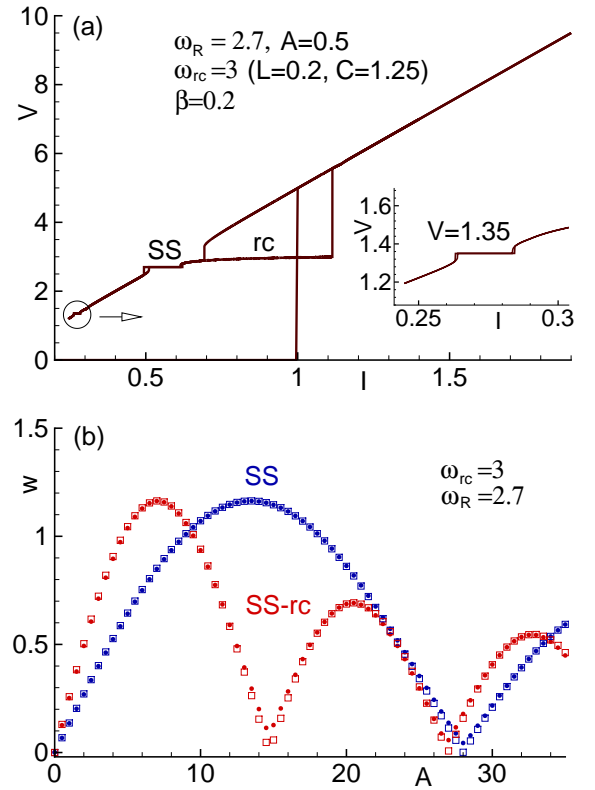 (a)
ω_R = 2.7, A=0.5
ω_rc =3 (L=0.2, C=1.25)
β=0.2
V
10
8
6
4
2
0
SS
rc
0.5
1
I
1.5
V
1.6
1.4
1.2
V=1.35
0.25
I
0.3
(b)
w
1.5
1
0.5
0
SS
ω_rc =3
ω_R =2.7
SS-rc
0
10
20
A
30